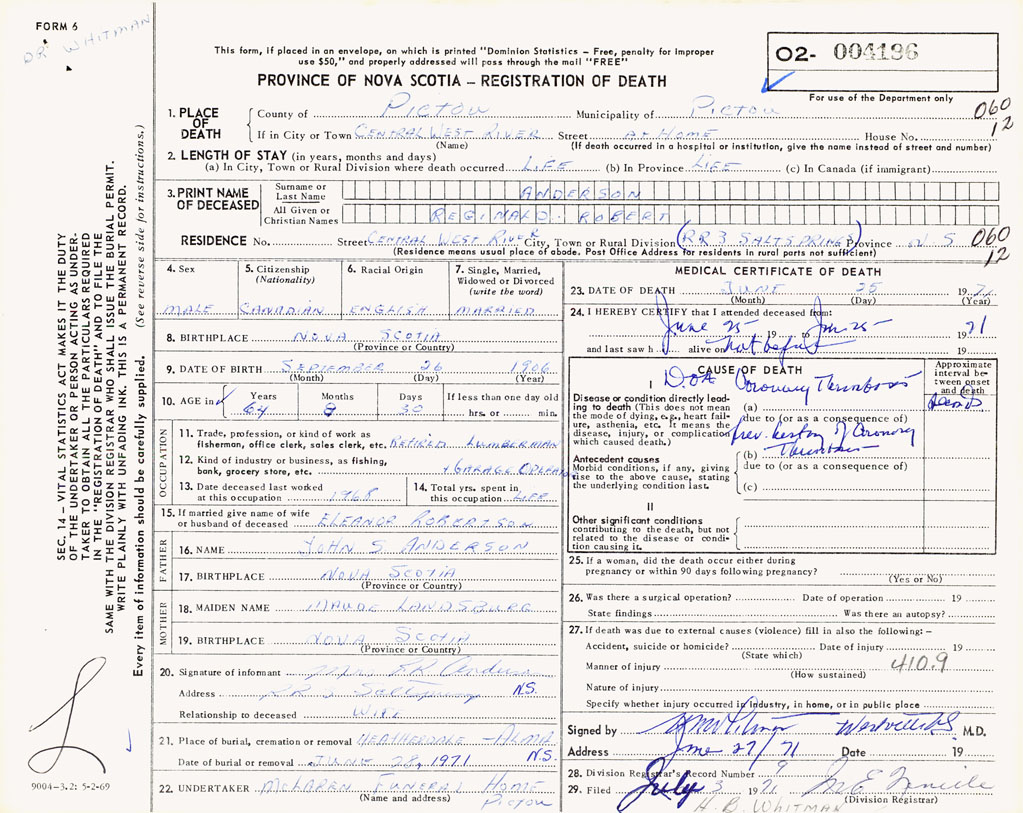 FORM 6
DR WHITMAN
This form, if placed in an envelope, on which is printed "Dominion Statistics – Free, penalty for improper
use $50," and properly addressed will pass through the mail "FREE"
PROVINCE OF NOVA SCOTIA – REGISTRATION OF DEATH
02- 004196
For use of the Department only
060
12
1. PLACE OF DEATH
County of PICTOU Municipality of PICTOU
If in City or Town CENTRAL WEST RIVER Street AT HOME House No.
(Name) (If death occurred in a hospital or institution, give the name instead of street and number)
2. LENGTH OF STAY (in years, months and days)
(a) In City, Town or Rural Division where death occurred LIFE (b) In Province LIFE (c) In Canada (if immigrant)
3. PRINT NAME OF DECEASED
Surname or Last Name ANDERSON
All Given or Christian Names REGINALD ROBERT
RESIDENCE No. Street CENTRAL WEST RIVER City, Town or Rural Division (RR3 SALTSPRINGS) Province N S 060
(Residence means usual place of abode. Post Office Address for residents in rural parts not sufficient) 12
4. Sex MALE
5. Citizenship (Nationality) CANADIAN
6. Racial Origin ENGLISH
7. Single, Married, Widowed or Divorced (write the word) MARRIED
8. BIRTHPLACE NOVA SCOTIA
(Province or Country)
9. DATE OF BIRTH SEPTEMBER 26 1906
(Month) (Day) (Year)
10. AGE in Years 64 Months 8 Days 30 If less than one day old hrs. or min.
OCCUPATION
11. Trade, profession, or kind of work as
fisherman, office clerk, sales clerk, etc. RETIRED LUMBERMAN
12. Kind of industry or business, as fishing,
bank, grocery store, etc. + GARAGE
13. Date deceased last worked at this occupation 1968
14. Total yrs. spent in this occupation LIFE
15. If married give name of wife
or husband of deceased ELEANOR ROBERTSON
FATHER
16. NAME JOHN S ANDERSON
17. BIRTHPLACE NOVA SCOTIA
(Province or Country)
MOTHER
18. MAIDEN NAME MAUDE LANDSBURG
19. BIRTHPLACE NOVA SCOTIA
(Province or Country)
20. Signature of informant Mrs RR Anderson
Address RR 3 Saltsprings N.S.
Relationship to deceased WIFE
21. Place of burial, cremation or removal HEATHERDALE – ALMA
Date of burial or removal JUNE 28, 1971 N.S.
22. UNDERTAKER McLAREN FUNERAL HOME
(Name and address) PICTOU
MEDICAL CERTIFICATE OF DEATH
23. DATE OF DEATH JUNE 25 1971
(Month) (Day) (Year)
24. I HEREBY CERTIFY that I attended deceased from:
June 25 19 to June 25 1971
and last saw h alive on not before 19
CAUSE OF DEATH
Approximate interval between onset and death
I
D.O.A Coronary Thrombosis
Disease or condition directly leading to death (This does not mean the mode of dying, e.g., heart failure, asthenia, etc. It means the disease, injury, or complication which caused death.)
(a)
due to (or as a consequence of)
prev. history of Coronary
(b) Thrombosis
Antecedent causes
Morbid conditions, if any, giving rise to the above cause, stating the underlying condition last.
due to (or as a consequence of)
(c)
II
Other significant conditions
contributing to the death, but not related to the disease or condition causing it.
25. If a woman, did the death occur either during
pregnancy or within 90 days following pregnancy?
(Yes or No)
26. Was there a surgical operation? Date of operation 19
State findings Was there an autopsy?
27. If death was due to external causes (violence) fill in also the following: –
Accident, suicide or homicide? Date of injury 19
(State which)
Manner of injury 410.9
(How sustained)
Nature of injury
Specify whether injury occurred in industry, in home, or in public place
Signed by Westville NS M.D.
Address June 27/71 Date 19
28. Division Registrar's Record Number 9
29. Filed July 3 1971
(Division Registrar)
H. B. WHITMAN
SEC. 14 – VITAL STATISTICS ACT MAKES IT THE DUTY
OF THE UNDERTAKER OR PERSON ACTING AS UNDER-
TAKER TO OBTAIN ALL THE PARTICULARS REQUIRED
IN THE "REGISTRATION OF DEATH" AND TO FILE THE
SAME WITH THE DIVISION REGISTRAR WHO SHALL ISSUE THE BURIAL PERMIT.
WRITE PLAINLY WITH UNFADING INK. THIS IS A PERMANENT RECORD.
Every item of information should be carefully supplied. (See reverse side for instructions.)
9004-3.2: 5-2-69